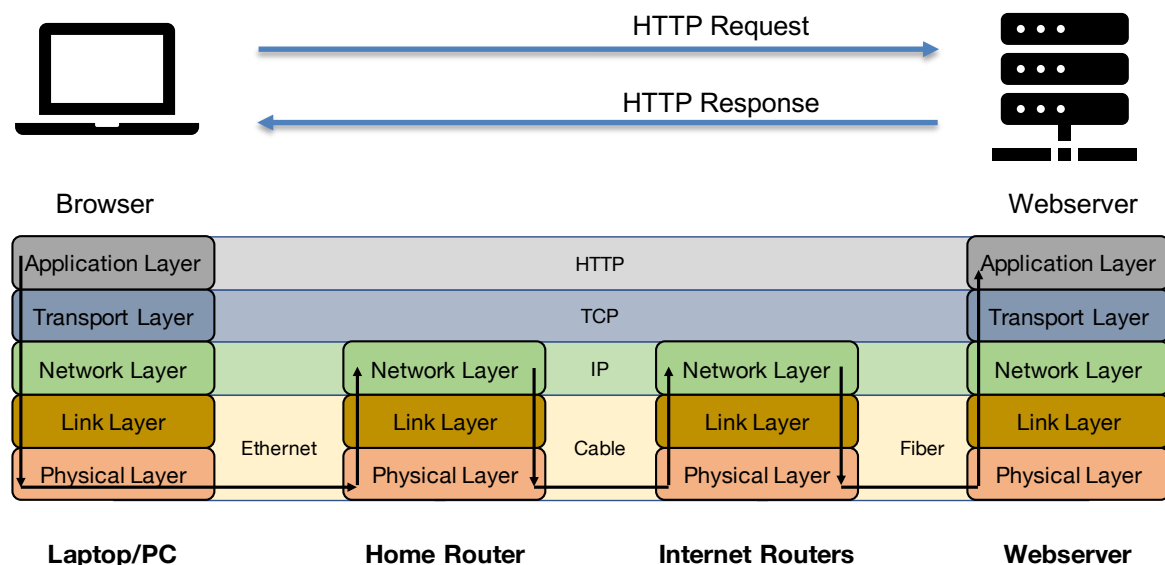 HTTP Request
HTTP Response
Browser
Webserver
Application Layer
HTTP
Application Layer
Transport Layer
TCP
Transport Layer
Network Layer
Network Layer
IP
Network Layer
Network Layer
Link Layer
Link Layer
Link Layer
Link Layer
Ethernet
Cable
Fiber
Physical Layer
Physical Layer
Physical Layer
Physical Layer
Laptop/PC
Home Router
Internet Routers
Webserver